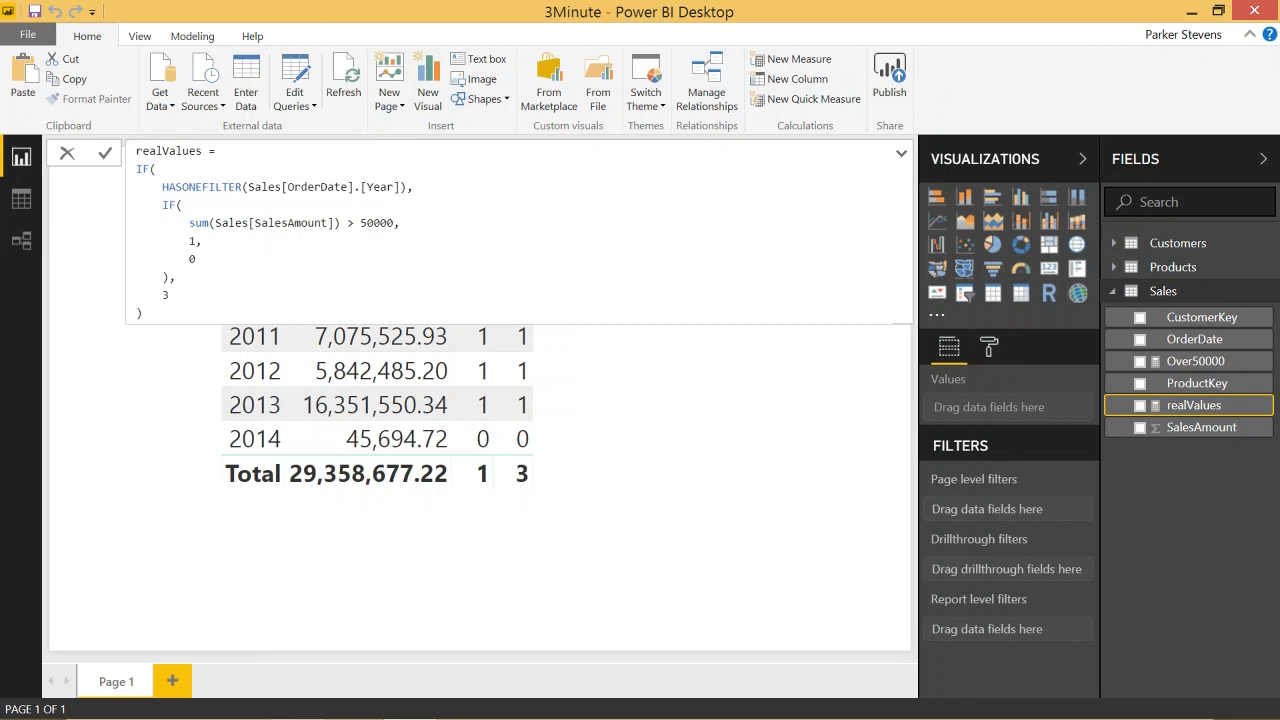 3Minute - Power BI Desktop
File
Home
View
Modeling
Help
Parker Stevens
?
Paste
Cut
Copy
Format Painter
Clipboard
Get
Data
Recent
Sources
Enter
Data
Edit
Queries
Refresh
External data
New
Page
New
Visual
Text box
Image
Shapes
Insert
From
Marketplace
From
File
Custom visuals
Switch
Theme
Themes
Manage
Relationships
Relationships
New Measure
New Column
New Quick Measure
Calculations
Publish
Share
realValues =
IF(
HASONEFILTER(Sales[OrderDate].[Year]),
IF(
sum(Sales[SalesAmount]) > 50000,
1,
0
),
3
)
2011 7,075,525.93 1 1
2012 5,842,485.20 1 1
2013 16,351,550.34 1 1
2014 45,694.72 0 0
Total 29,358,677.22 1 3
VISUALIZATIONS
123
R
...
Values
Drag data fields here
FILTERS
Page level filters
Drag data fields here
Drillthrough filters
Drag drillthrough fields here
Report level filters
Drag data fields here
FIELDS
Search
Customers
Products
Sales
CustomerKey
OrderDate
Over50000
ProductKey
realValues
Σ SalesAmount
Page 1
+
PAGE 1 OF 1